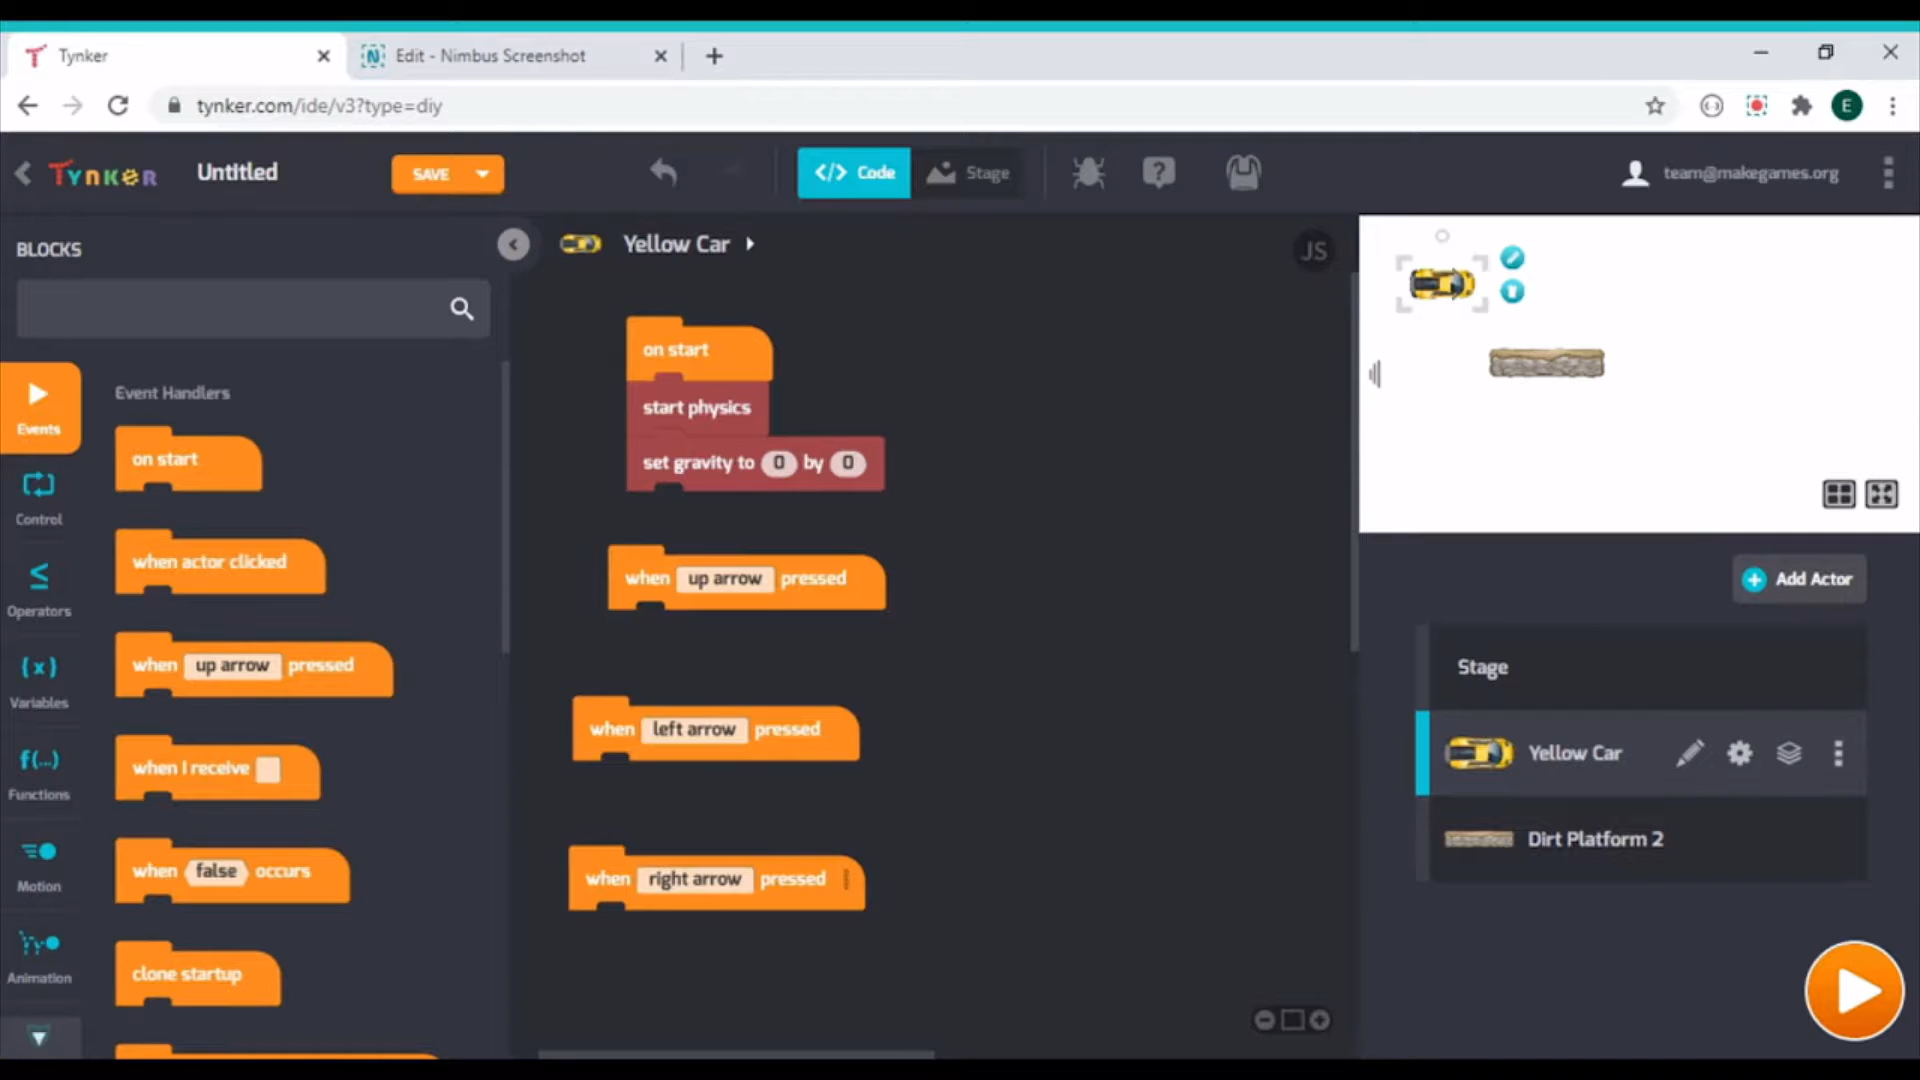 Tynker
Edit - Nimbus Screenshot
tynker.com/ide/v3?type=diy
E
TYNKER
Untitled
SAVE
</> Code
Stage
team@makegames.org
BLOCKS
Yellow Car
JS
Events
Control
Operators
{x}
Variables
f(...)
Functions
Motion
Animation
Event Handlers
on start
when actor clicked
when up arrow pressed
when I receive
when false occurs
clone startup
on start
start physics
set gravity to 0 by 0
when up arrow pressed
when left arrow pressed
when right arrow pressed
Add Actor
Stage
Yellow Car
Dirt Platform 2